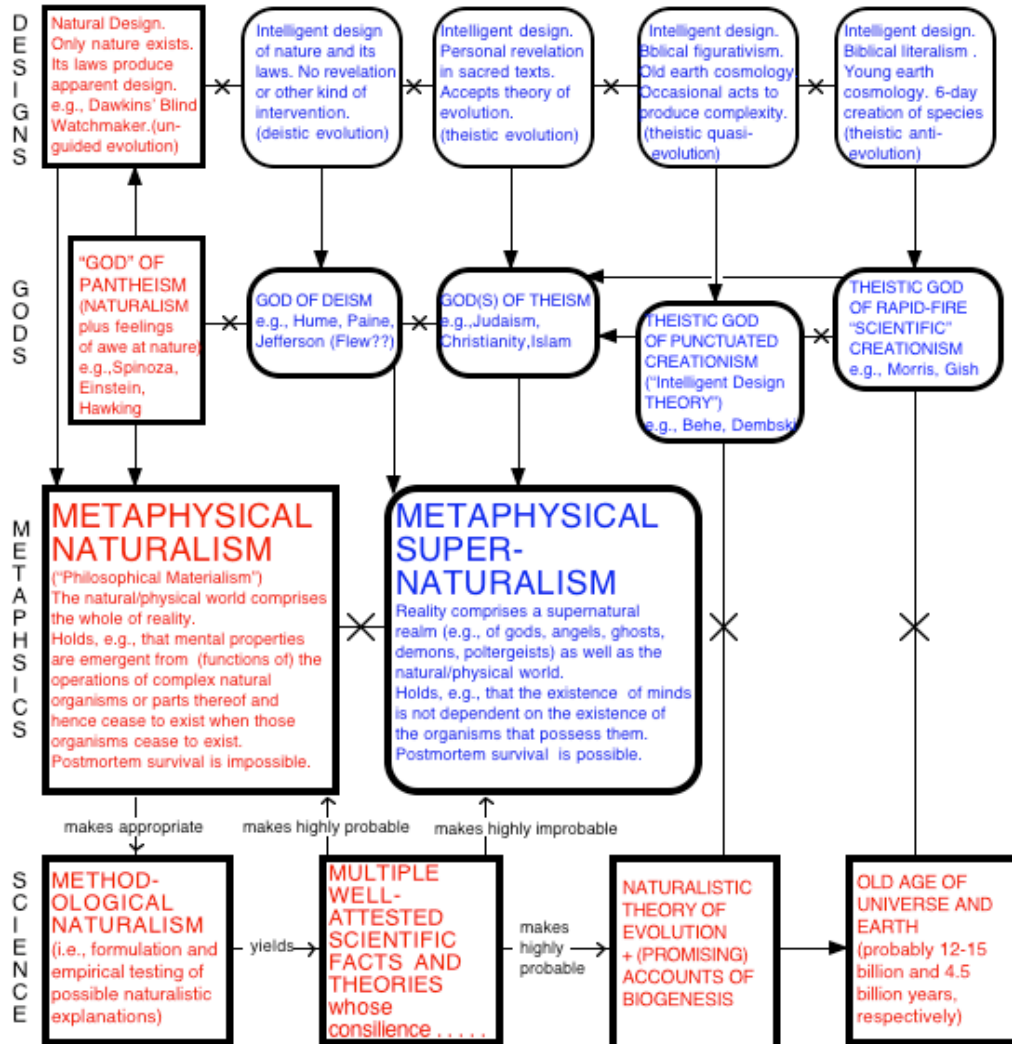 DESIGNS
Natural Design.
Only nature exists.
Its laws produce
apparent design.
e.g., Dawkins' Blind
Watchmaker.(un-
guided evolution)
Intelligent design
of nature and its
laws. No revelation
or other kind of
intervention.
(deistic evolution)
Intelligent design.
Personal revelation
in sacred texts.
Accepts theory of
evolution.
(theistic evolution)
Intelligent design.
Bblical figurativism.
Old earth cosmology
Occasional acts to
produce complexity.
(theistic quasi-
evolution)
Intelligent design.
Biblical literalism .
Young earth
cosmology. 6-day
creation of species
(theistic anti-
evolution)
GODS
“GOD” OF
PANTHEISM
(NATURALISM
plus feelings
of awe at nature)
e.g.,Spinoza,
Einstein,
Hawking
GOD OF DEISM
e.g., Hume, Paine,
Jefferson (Flew??)
GOD(S) OF THEISM
e.g.,Judaism,
Christianity,Islam
THEISTIC GOD
OF PUNCTUATED
CREATIONISM
(“Intelligent Design
THEORY”)
e.g., Behe, Dembski
THEISTIC GOD
OF RAPID-FIRE
“SCIENTIFIC”
CREATIONISM
e.g., Morris, Gish
METAPHSICS
METAPHYSICAL
NATURALISM
(“Philosophical Materialism”)
The natural/physical world comprises
the whole of reality.
Holds, e.g., that mental properties
are emergent from (functions of) the
operations of complex natural
organisms or parts thereof and
hence cease to exist when those
organisms cease to exist.
Postmortem survival is impossible.
METAPHYSICAL
SUPER-
NATURALISM
Reality comprises a supernatural
realm (e.g., of gods, angels, ghosts,
demons, poltergeists) as well as the
natural/physical world.
Holds, e.g., that the existence of minds
is not dependent on the existence of
the organisms that possess them.
Postmortem survival is possible.
makes appropriate
makes highly probable
makes highly improbable
SCIENCE
METHOD-
OLOGICAL
NATURALISM
(i.e., formulation and
empirical testing of
possible naturalistic
explanations)
yields
MULTIPLE
WELL-
ATTESTED
SCIENTIFIC
FACTS AND
THEORIES
whose
consilience . . . . .
makes
highly
probable
NATURALISTIC
THEORY OF
EVOLUTION
+ (PROMISING)
ACCOUNTS OF
BIOGENESIS
OLD AGE OF
UNIVERSE AND
EARTH
(probably 12-15
billion and 4.5
billion years,
respectively)